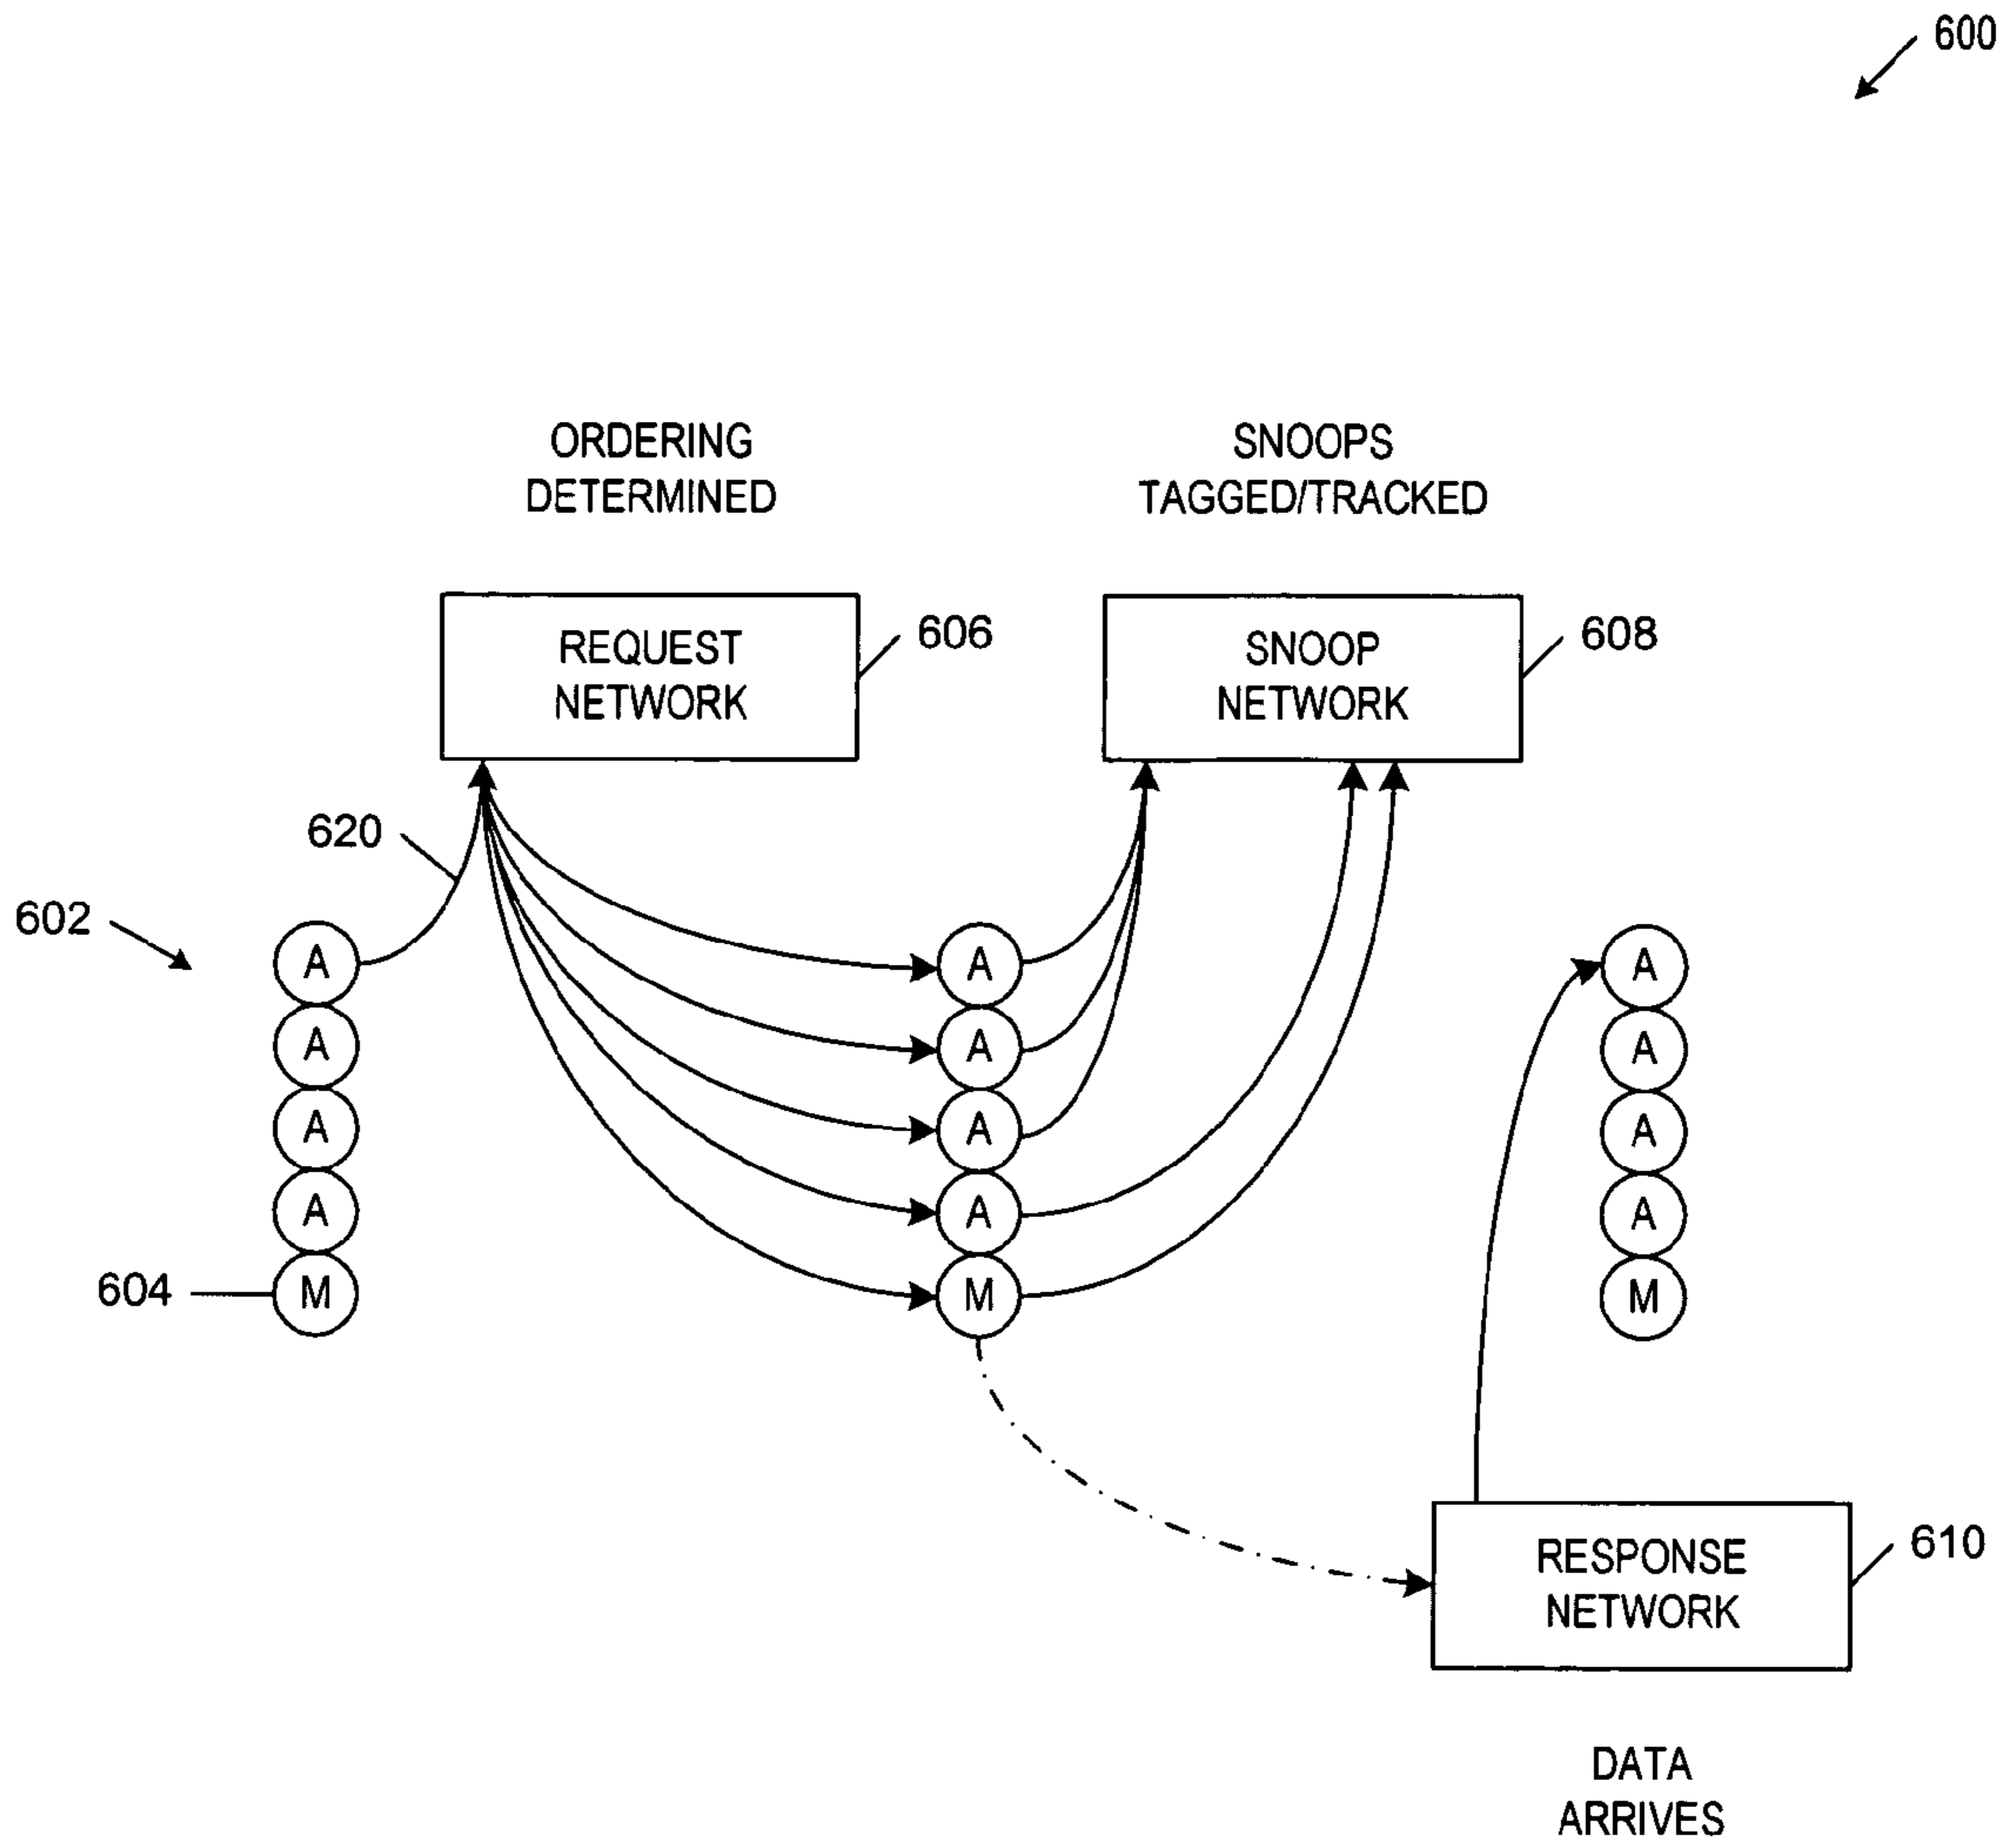 600
ORDERING
DETERMINED
SNOOPS
TAGGED/TRACKED
REQUEST
NETWORK
606
SNOOP
NETWORK
608
620
602
A
A
A
A
A
A
A
A
A
A
A
A
604
M
M
M
RESPONSE
NETWORK
610
DATA
ARRIVES